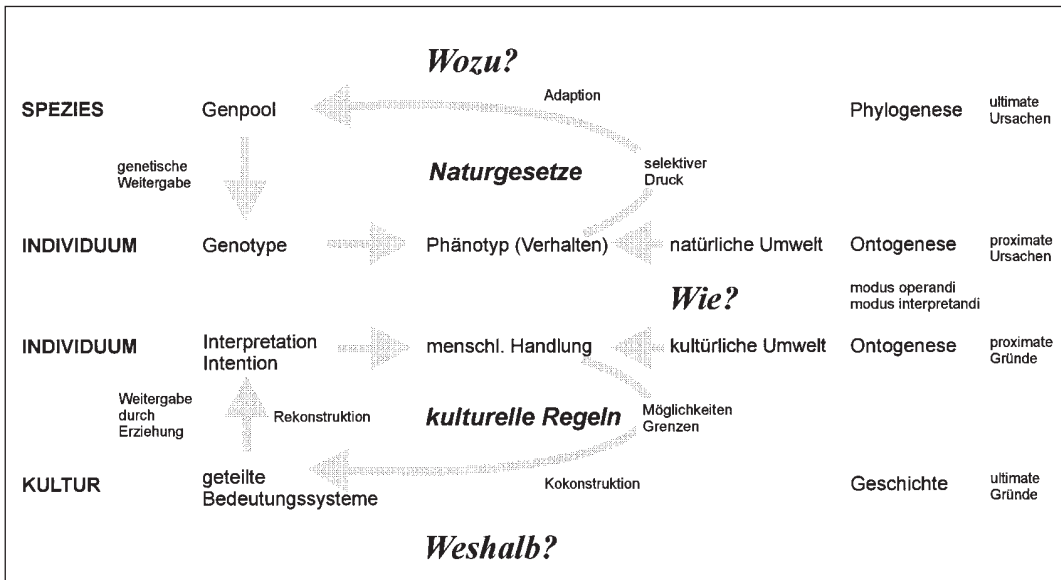 Wozu?
Adaption
SPEZIES Genpool Phylogenese ultimate
Ursachen
genetische
Weitergabe
Naturgesetze
selektiver
Druck
INDIVIDUUM Genotype Phänotyp (Verhalten) natürliche Umwelt Ontogenese proximate
Ursachen
Wie?
modus operandi
modus interpretandi
INDIVIDUUM Interpretation
Intention
menschl. Handlung kultürliche Umwelt Ontogenese proximate
Gründe
Weitergabe
durch
Erziehung
Rekonstruktion
kulturelle Regeln
Möglichkeiten
Grenzen
KULTUR geteilte
Bedeutungssysteme
Kokonstruktion
Geschichte ultimate
Gründe
Weshalb?